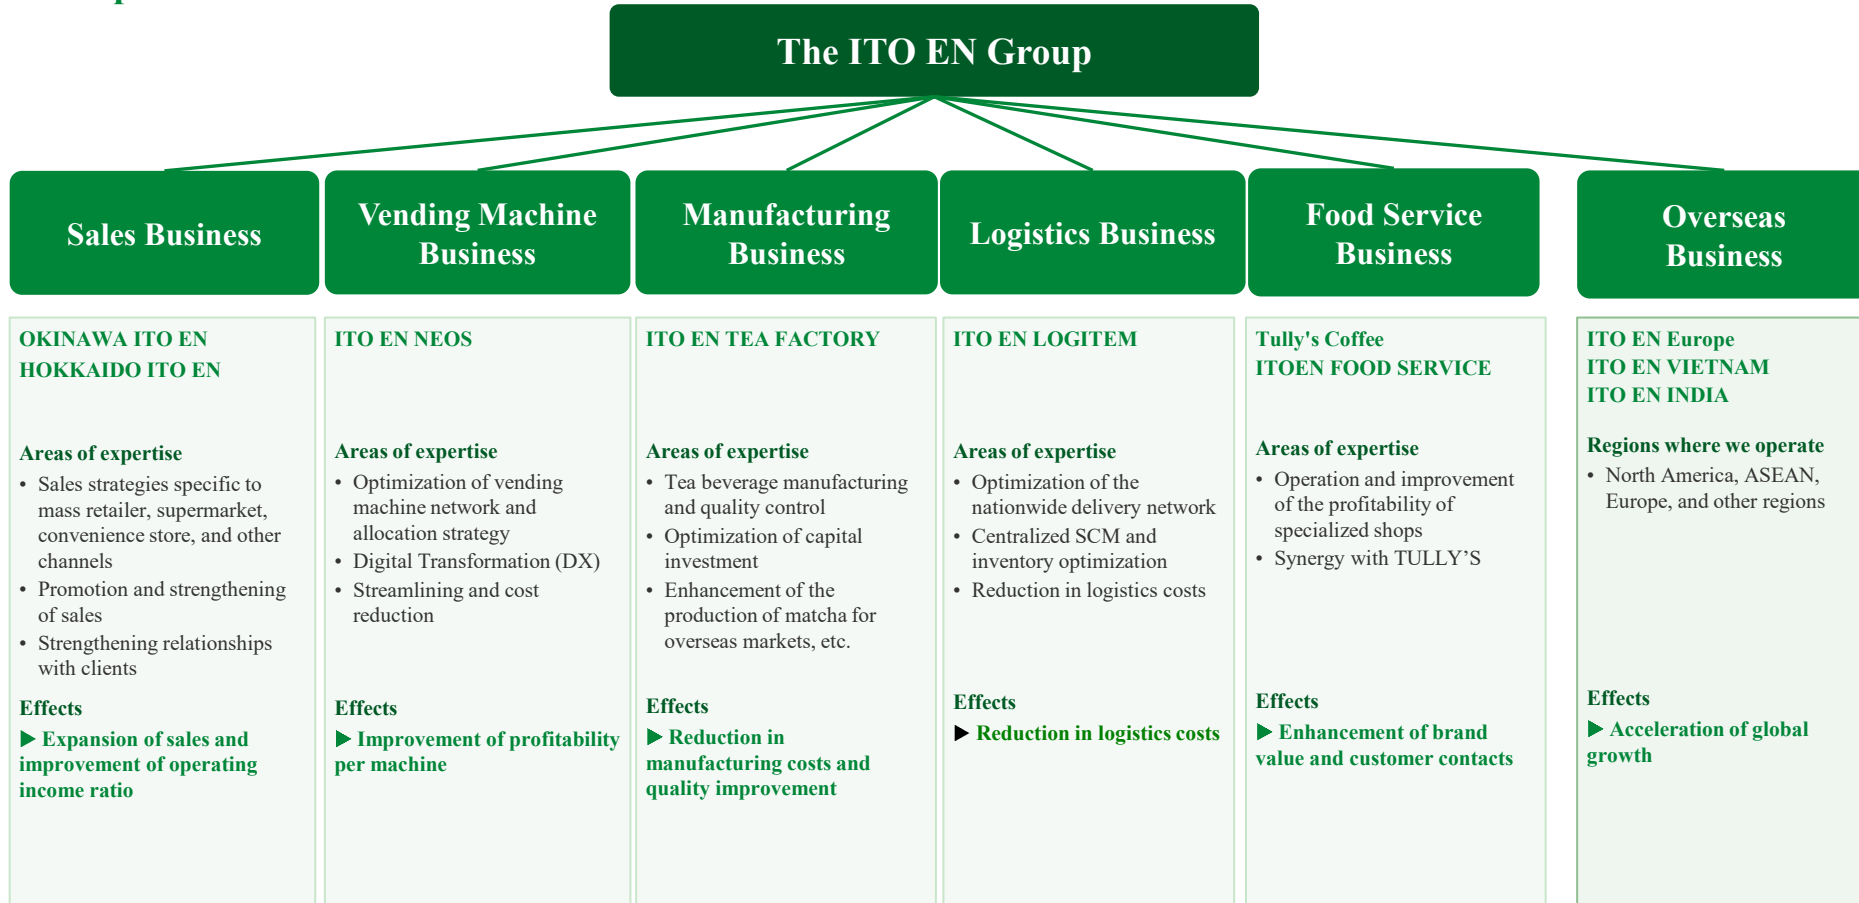 The ITO EN Group
Sales Business
Vending Machine
Business
Manufacturing
Business
Logistics Business
Food Service
Business
Overseas
Business
OKINAWA ITO EN
HOKKAIDO ITO EN
Areas of expertise
• Sales strategies specific to
mass retailer, supermarket,
convenience store, and other
channels
• Promotion and strengthening
of sales
• Strengthening relationships
with clients
Effects
▶ Expansion of sales and
improvement of operating
income ratio
ITO EN NEOS
Areas of expertise
• Optimization of vending
machine network and
allocation strategy
• Digital Transformation (DX)
• Streamlining and cost
reduction
Effects
▶ Improvement of profitability
per machine
ITO EN TEA FACTORY
Areas of expertise
• Tea beverage manufacturing
and quality control
• Optimization of capital
investment
• Enhancement of the
production of matcha for
overseas markets, etc.
Effects
▶ Reduction in
manufacturing costs and
quality improvement
ITO EN LOGITEM
Areas of expertise
• Optimization of the
nationwide delivery network
• Centralized SCM and
inventory optimization
• Reduction in logistics costs
Effects
▶ Reduction in logistics costs
Tully's Coffee
ITOEN FOOD SERVICE
Areas of expertise
• Operation and improvement
of the profitability of
specialized shops
• Synergy with TULLY’S
Effects
▶ Enhancement of brand
value and customer contacts
ITO EN Europe
ITO EN VIETNAM
ITO EN INDIA
Regions where we operate
• North America, ASEAN,
Europe, and other regions
Effects
▶ Acceleration of global
growth